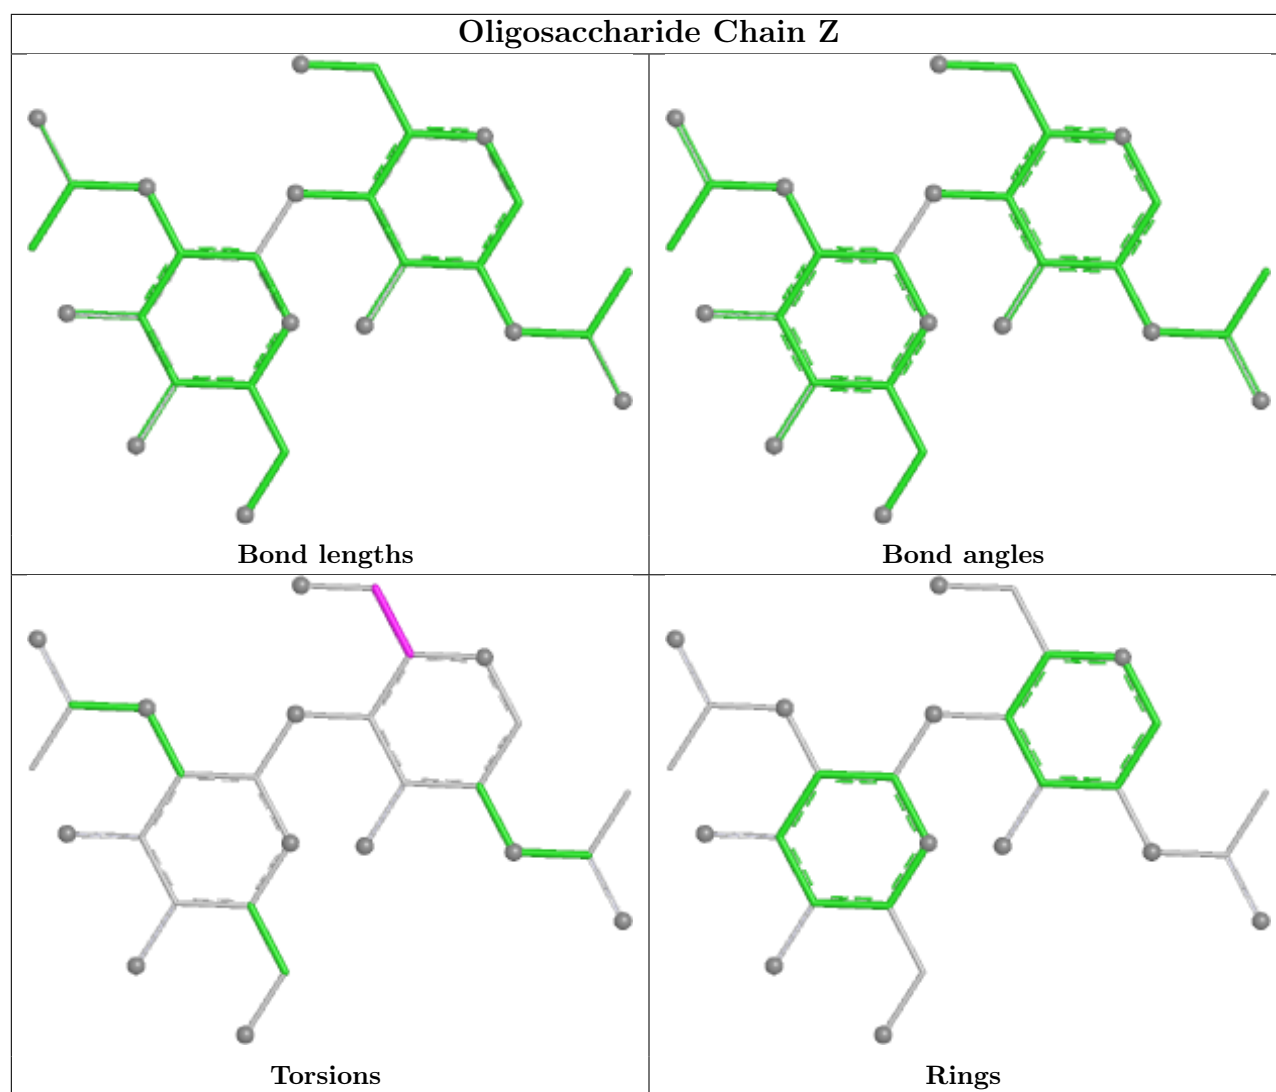 Oligosaccharide Chain Z
Bond lengths
Bond angles
Torsions
Rings